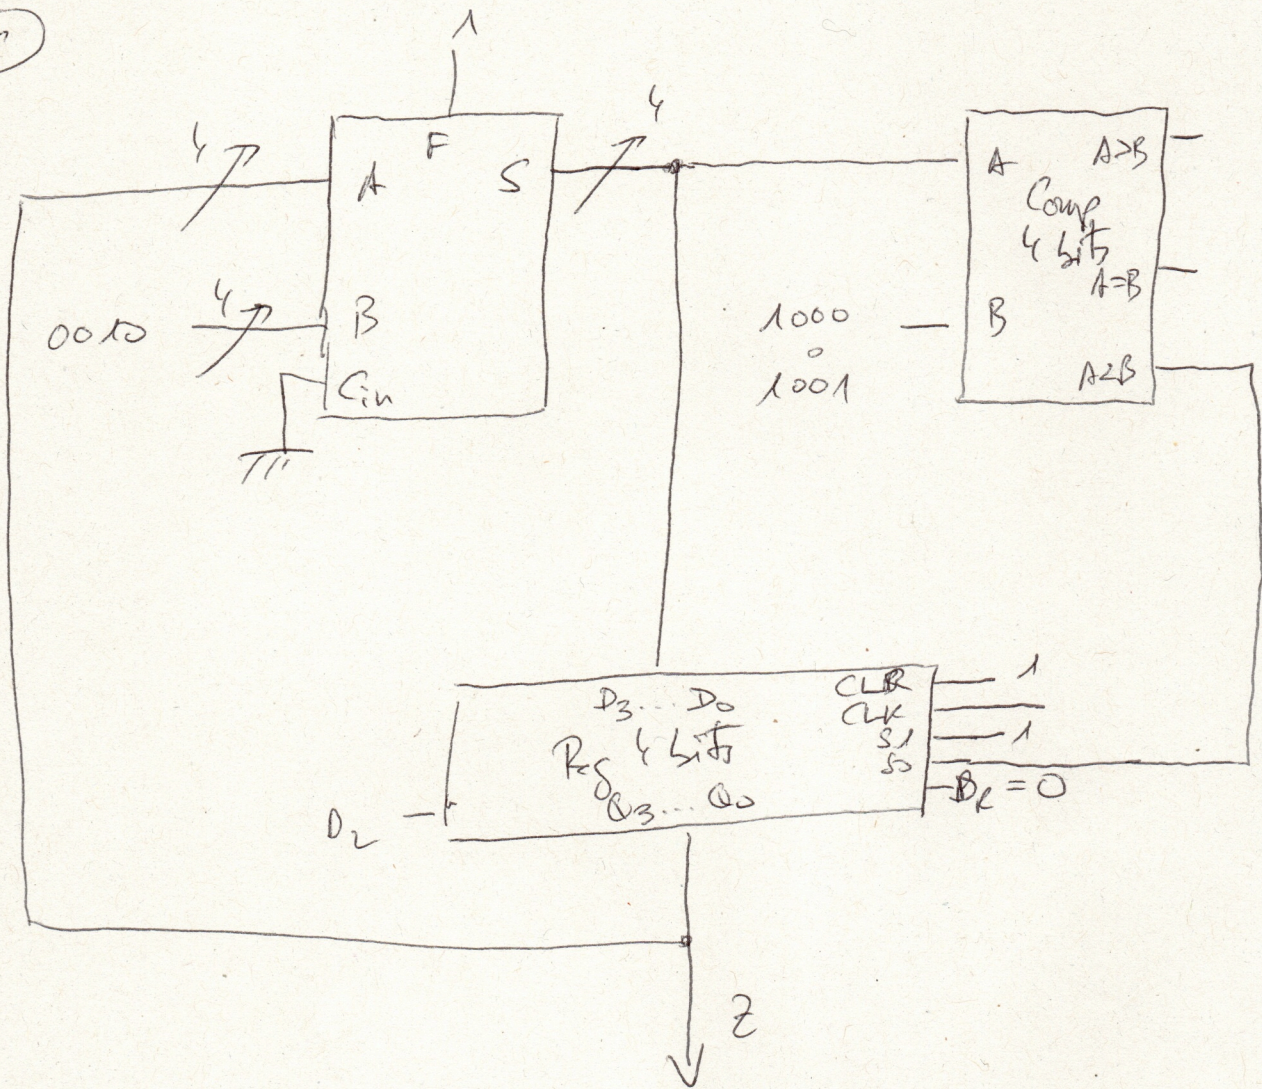 1
4
F
A
S
4
0010
4
B
Cin
A
A>B
Comp
4 bits
A=B
1000
o
1001
B
A<B
D3...D0
Reg 4 bits
Q3...Q0
CLR
1
CLK
S1
1
S0
DR = 0
DL
Z